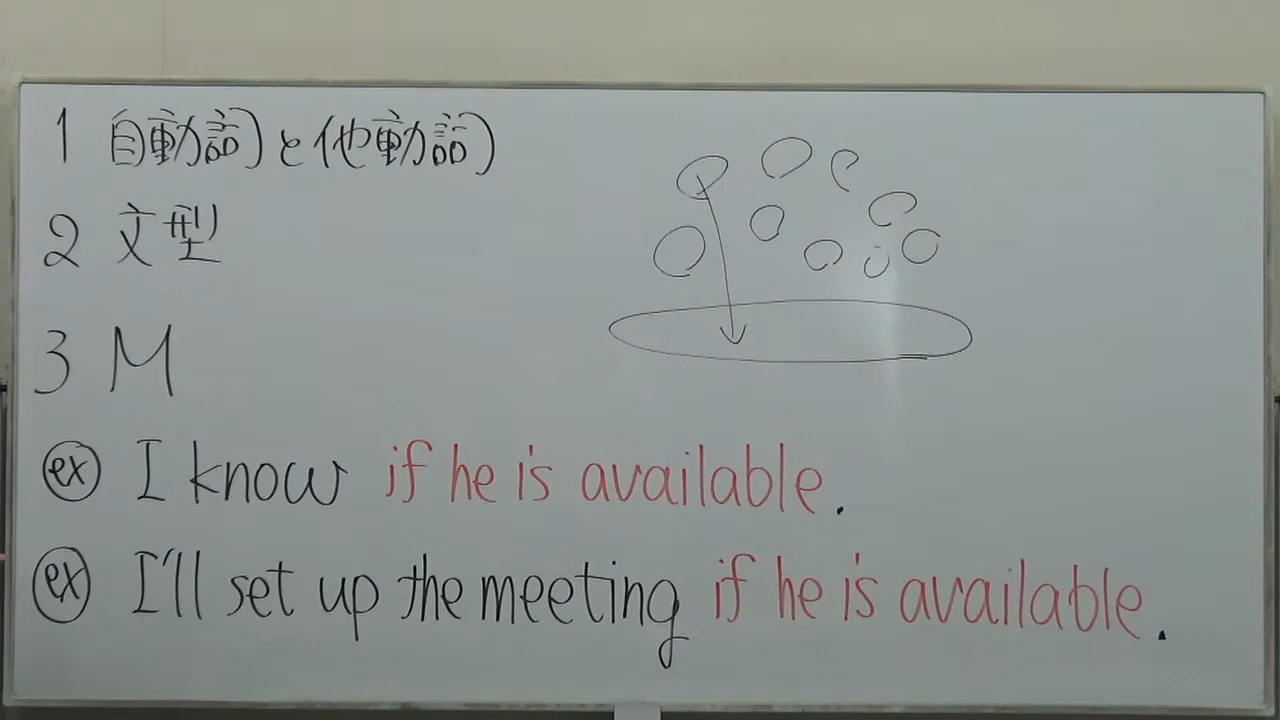 1 自動詞と他動詞
2 文型
3 M
ex I know if he is available.
ex I'll set up the meeting if he is available.